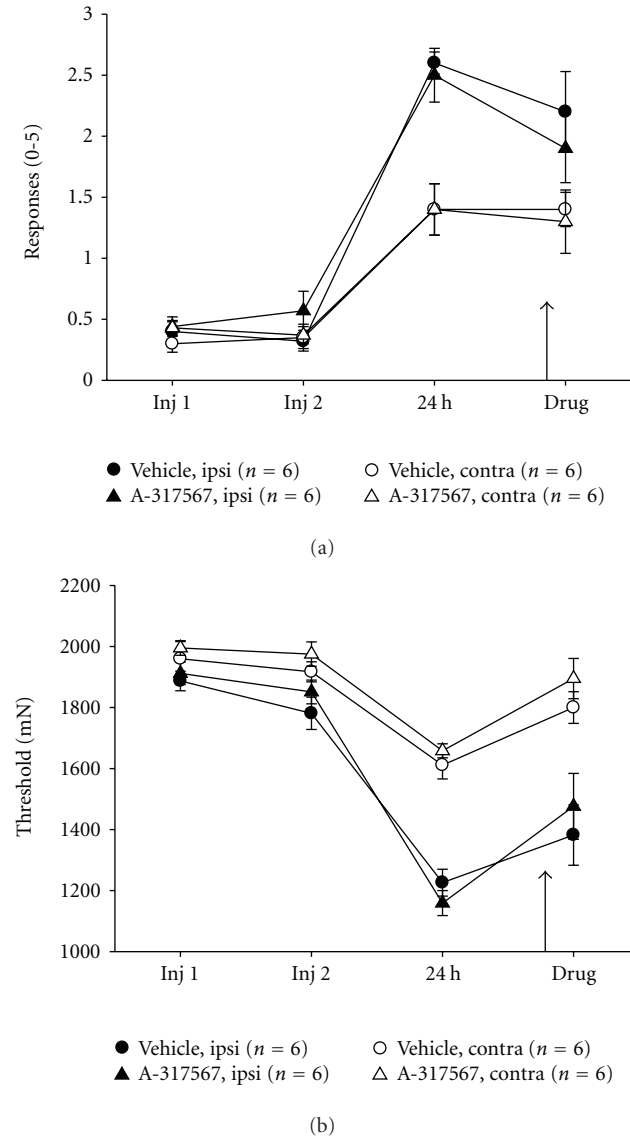 3
2.5
2
1.5
1
0.5
0
Responses (0-5)
Inj 1 Inj 2 24 h Drug
Vehicle, ipsi (n = 6) Vehicle, contra (n = 6)
A-317567, ipsi (n = 6) A-317567, contra (n = 6)
(a)
2200
2000
1800
1600
1400
1200
1000
Threshold (mN)
Inj 1 Inj 2 24 h Drug
Vehicle, ipsi (n = 6) Vehicle, contra (n = 6)
A-317567, ipsi (n = 6) A-317567, contra (n = 6)
(b)